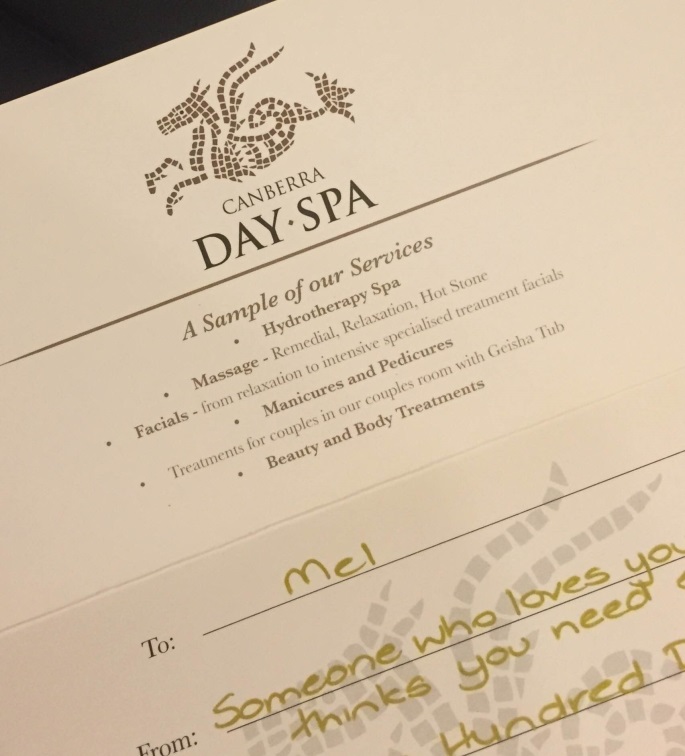 CANBERRA
DAY·SPA
A Sample of our Services
• Hydrotherapy Spa
• Massage - Remedial, Relaxation, Hot Stone
• Facials - from relaxation to intensive specialised treatment facials
• Manicures and Pedicures
• Treatments for couples in our couples room with Geisha Tub
• Beauty and Body Treatments
To: Mel
From: Someone who loves you
thinks you need
Hundred